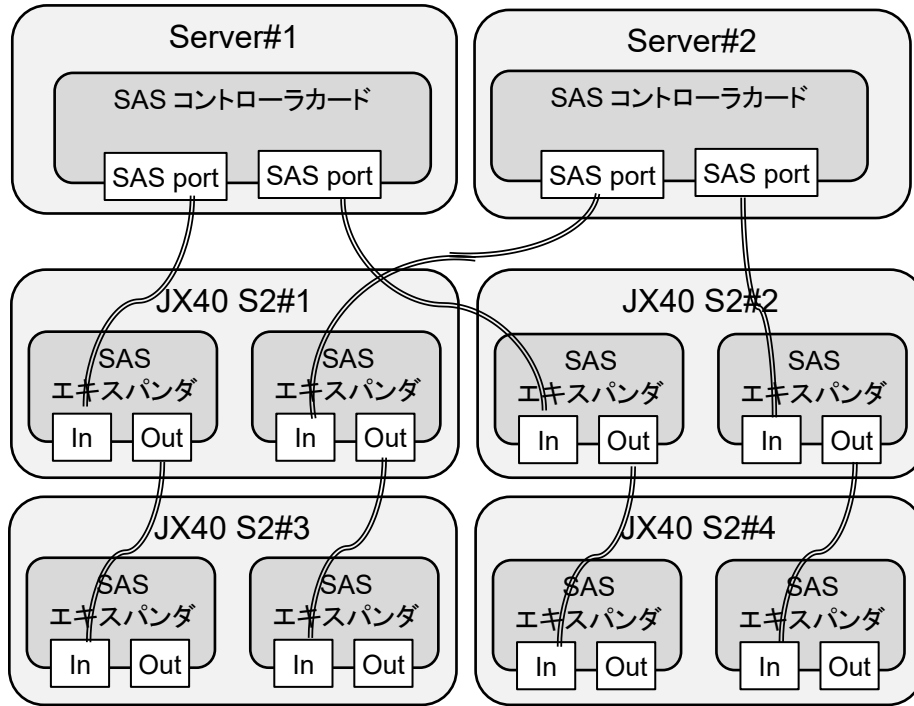 Server#1
SAS コントローラカード
SAS port
SAS port
Server#2
SAS コントローラカード
SAS port
SAS port
JX40 S2#1
SAS
エキスパンダ
In
Out
SAS
エキスパンダ
In
Out
JX40 S2#2
SAS
エキスパンダ
In
Out
SAS
エキスパンダ
In
Out
JX40 S2#3
SAS
エキスパンダ
In
Out
SAS
エキスパンダ
In
Out
JX40 S2#4
SAS
エキスパンダ
In
Out
SAS
エキスパンダ
In
Out